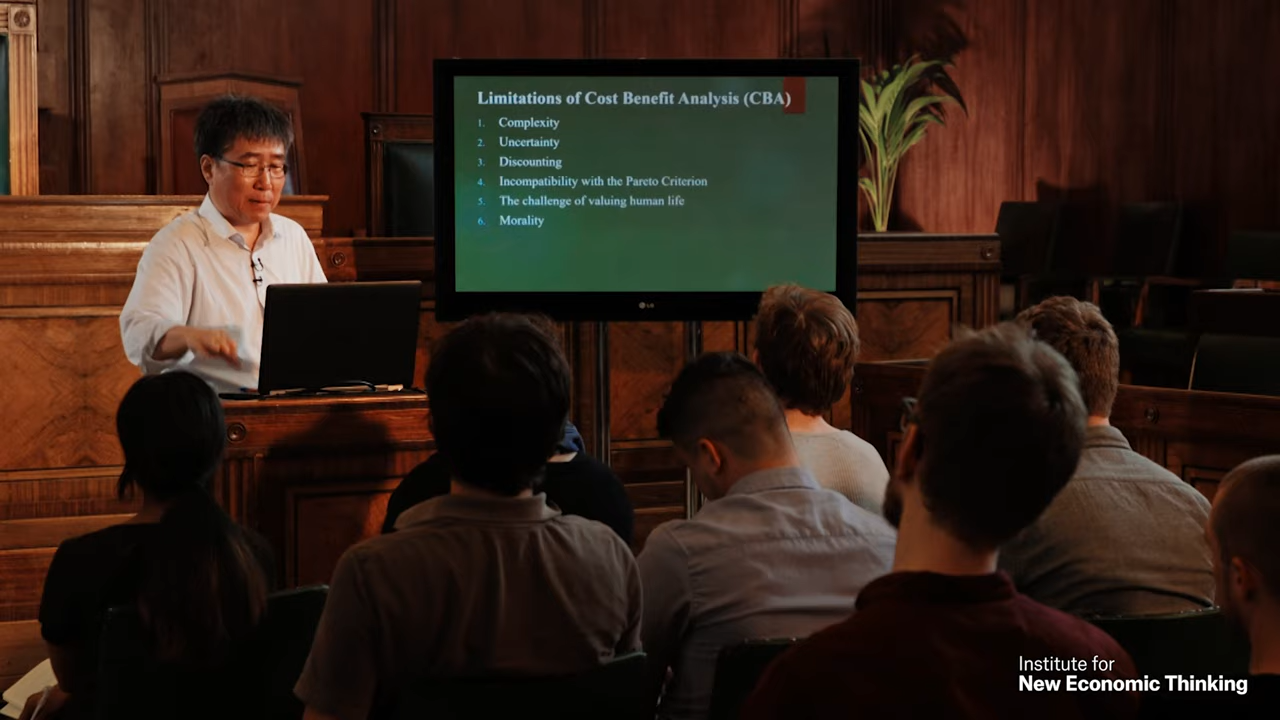 Limitations of Cost Benefit Analysis (CBA)
1. Complexity
2. Uncertainty
3. Discounting
4. Incompatibility with the Pareto Criterion
5. The challenge of valuing human life
6. Morality
LG
Institute for
New Economic Thinking